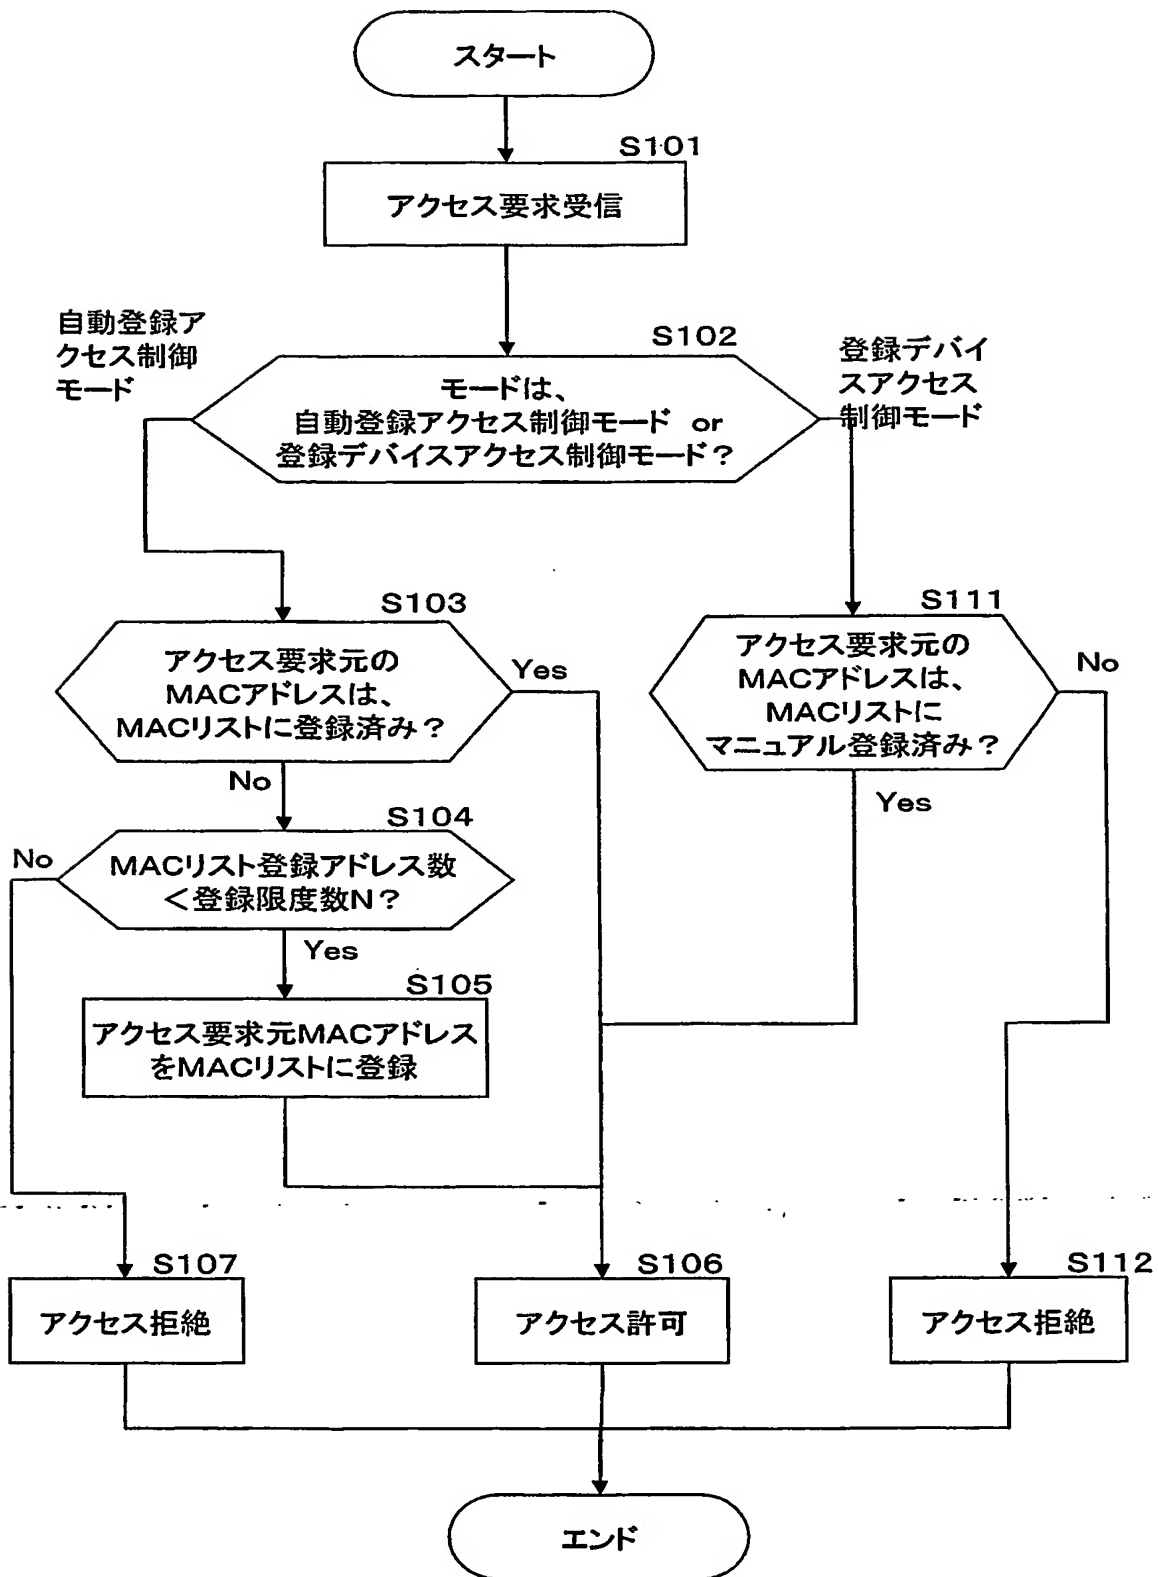 スタート
S101
アクセス要求受信
自動登録ア
クセス制御
モード
S102
モードは、
自動登録アクセス制御モード or
登録デバイスアクセス制御モード？
登録デバイ
スアクセス
制御モード
S103
アクセス要求元の
MACアドレスは、
MACリストに登録済み？
Yes
No
S111
アクセス要求元の
MACアドレスは、
MACリストに
マニュアル登録済み？
No
Yes
S104
No
MACリスト登録アドレス数
＜登録限度数N？
Yes
S105
アクセス要求元MACアドレス
をMACリストに登録
S107
アクセス拒絶
S106
アクセス許可
S112
アクセス拒絶
エンド